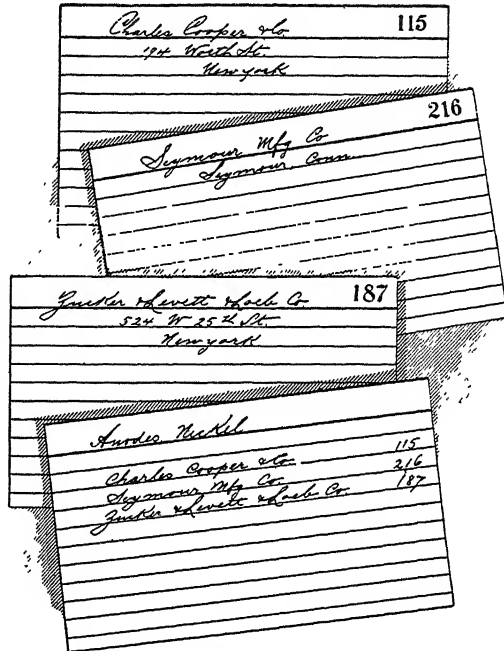 Charles Cooper & Co 115
194 Worth St.
New york
Seymour Mfg Co 216
Seymour, Conn.
Zucker & Levett & Loeb Co 187
524 W 25th St.
New york
Anodes Nickel
Charles Cooper & Co. 115
Seymour Mfg Co. 216
Zucker & Levett & Loeb Co. 187